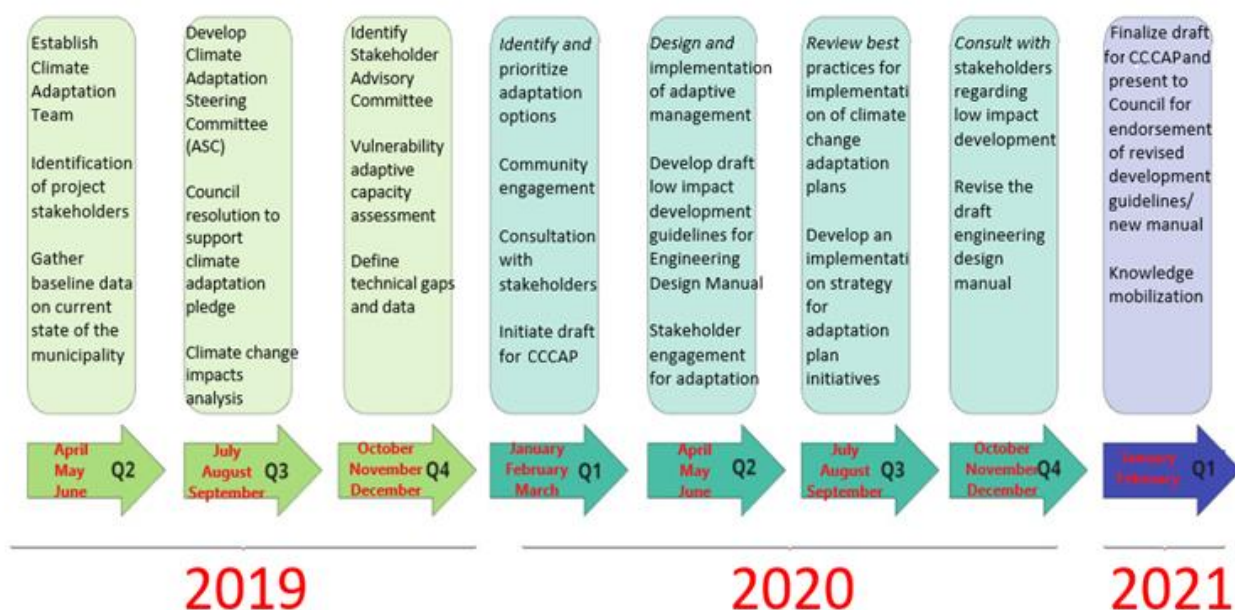 Establish
Climate
Adaptation
Team
Identification
of project
stakeholders
Gather
baseline data
on current
state of the
municipality
Develop
Climate
Adaptation
Steering
Committee
(ASC)
Council
resolution to
support
climate
adaptation
pledge
Climate change
impacts
analysis
Identify
Stakeholder
Advisory
Committee
Vulnerability
adaptive
capacity
assessment
Define
technical gaps
and data
Identify and
prioritize
adaptation
options
Community
engagement
Consultation
with
stakeholders
Initiate draft
for CCCAP
Design and
implementation
of adaptive
management
Develop draft
low impact
development
guidelines for
Engineering
Design Manual
Stakeholder
engagement
for adaptation
Review best
practices for
implementati
on of climate
change
adaptation
plans
Develop an
implementati
on strategy
for
adaptation
plan
initiatives
Consult with
stakeholders
regarding
low impact
development
Revise the
draft
engineering
design
manual
Finalize draft
for CCCAPand
present to
Council for
endorsement
of revised
development
guidelines/
new manual
Knowledge
mobilization
April
May
June
Q2
July
August
September
Q3
October
November
December
Q4
January
February
March
Q1
April
May
June
Q2
July
August
September
Q3
October
November
December
Q4
January
February
Q1
2019
2020
2021